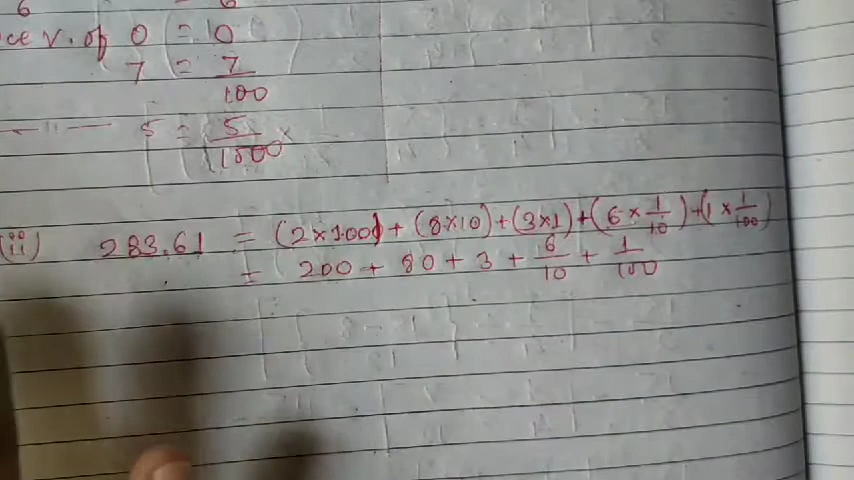 6 6
ce v. of 0 = 0
7 = 7/100
—"— 5 = 5/1000
(ii) 283.61 = (2×100) + (8×10) + (3×1) + (6 × 1/10) + (1 × 1/100)
= 200 + 80 + 3 + 6/10 + 1/100